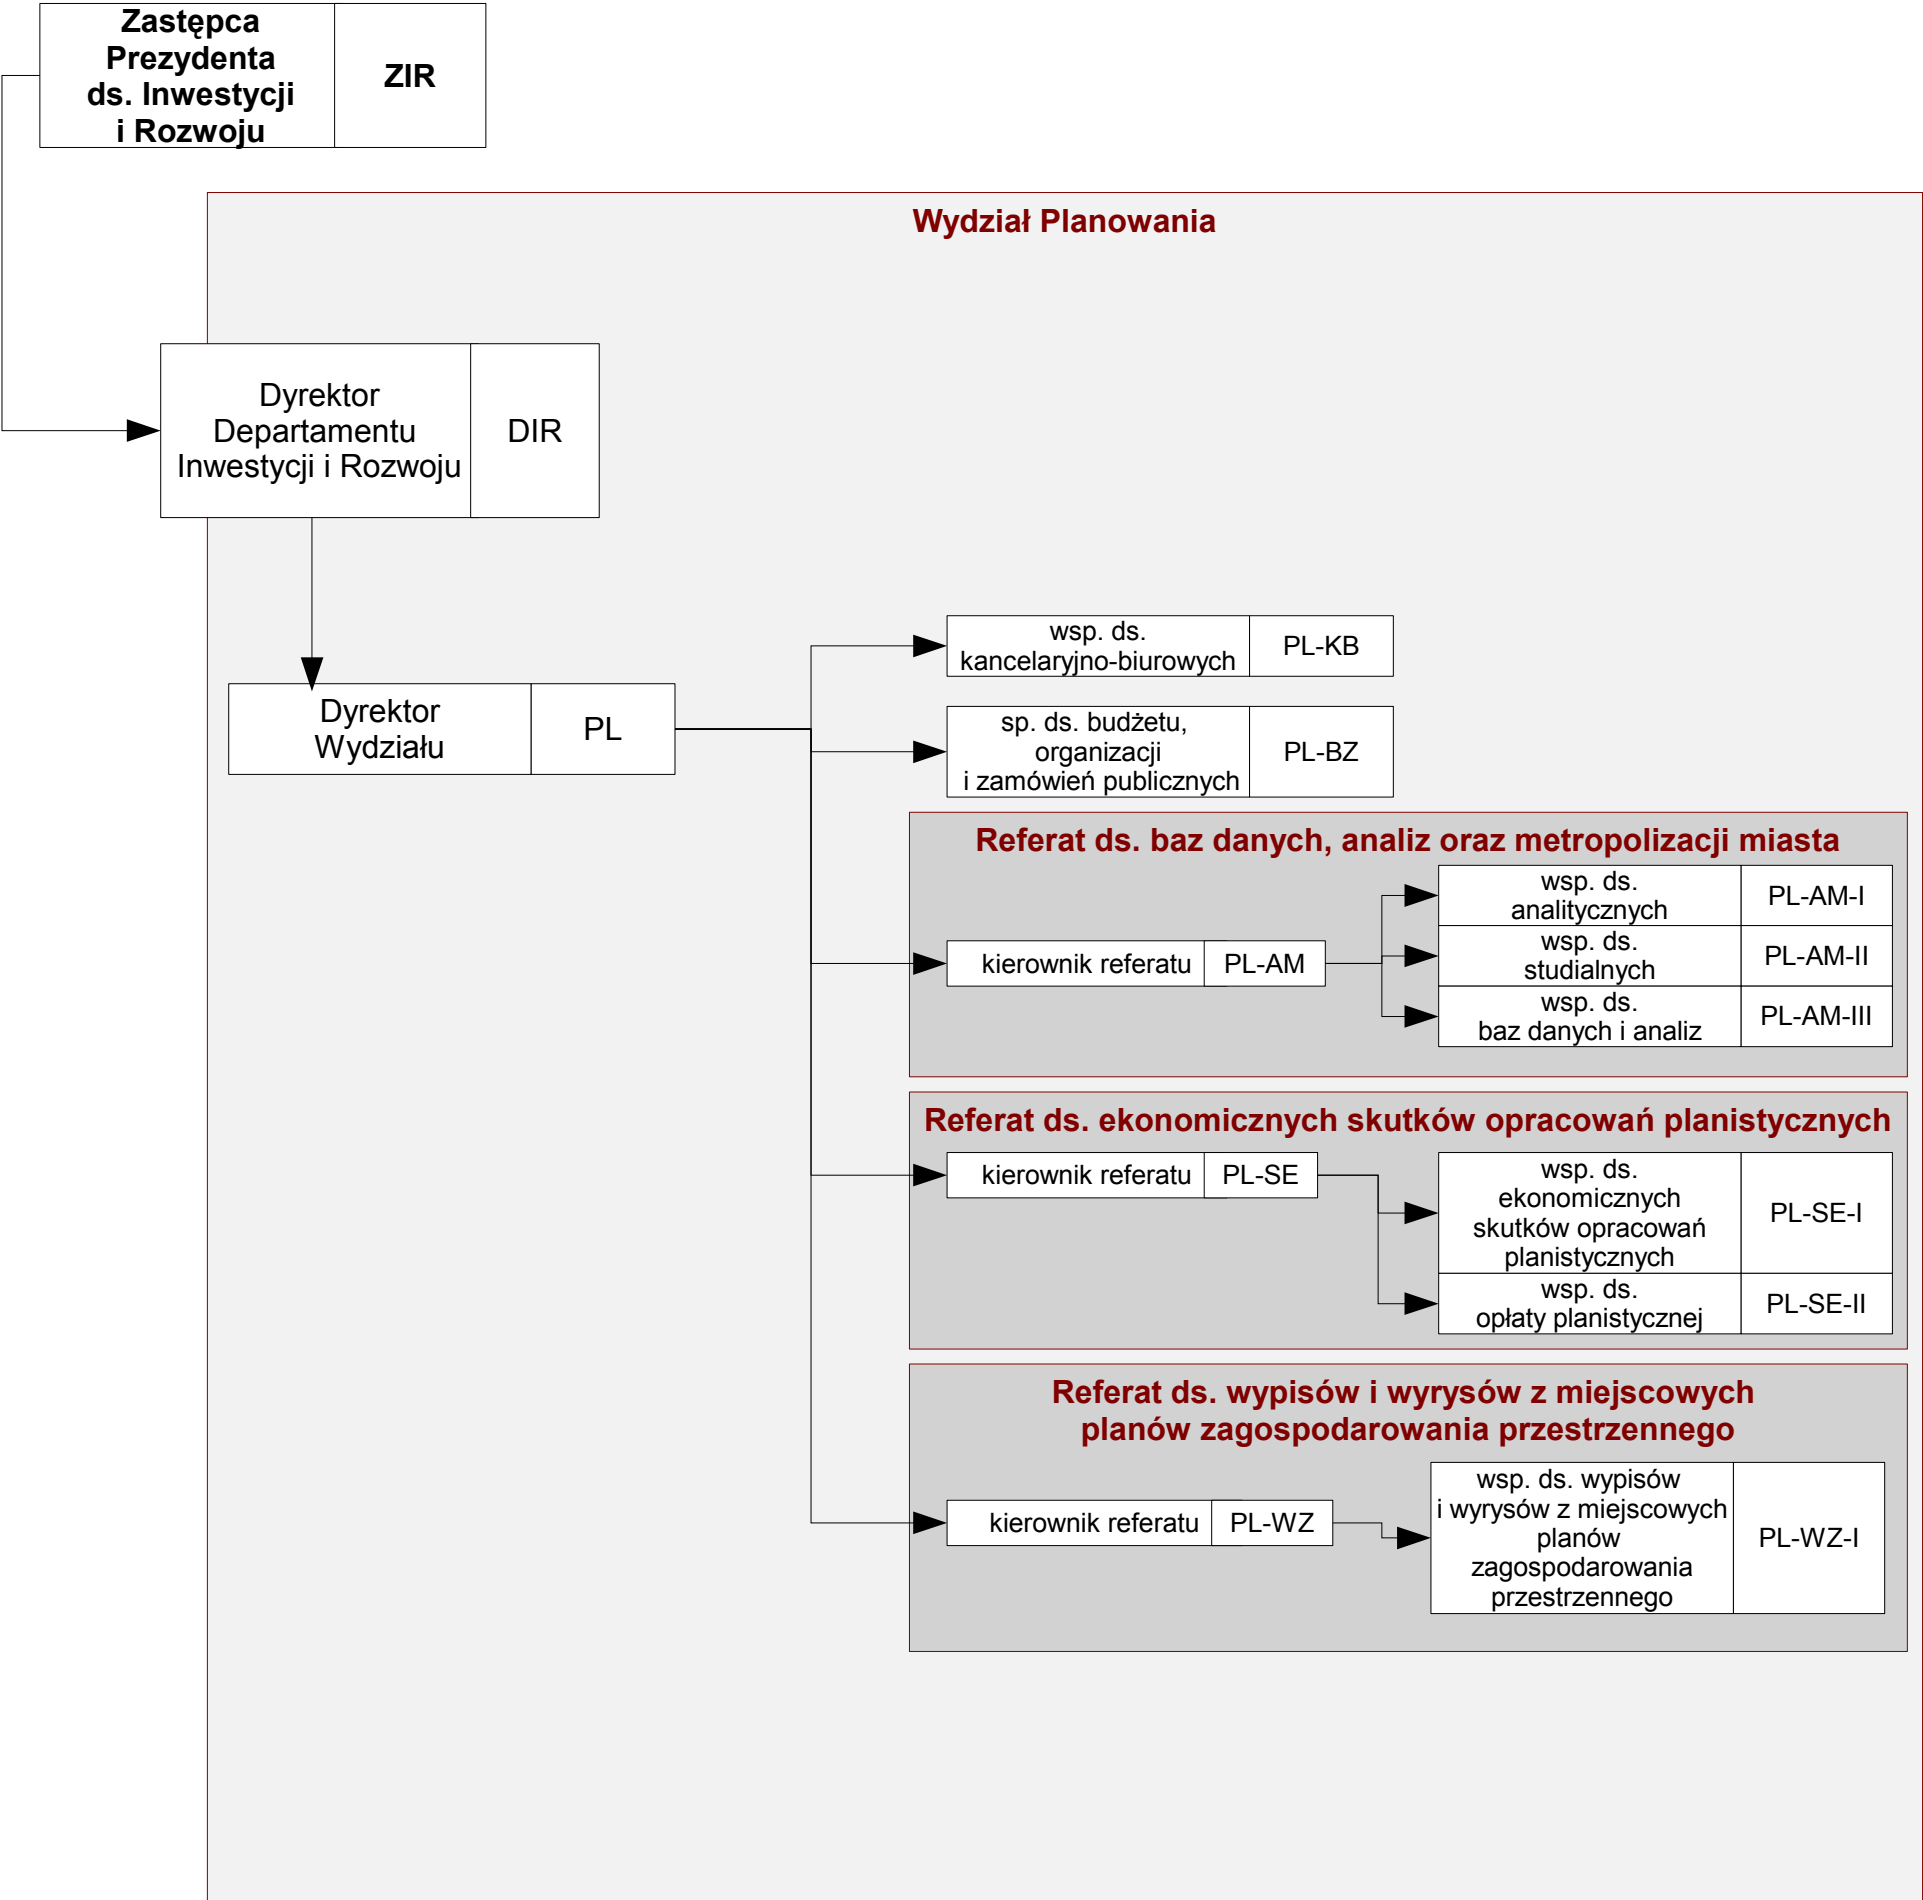 Zastępca
Prezydenta
ds. Inwestycji
i Rozwoju
ZIR
Wydział Planowania
Dyrektor
Departamentu
Inwestycji i Rozwoju
DIR
Dyrektor
Wydziału
PL
wsp. ds.
kancelaryjno-biurowych
PL-KB
sp. ds. budżetu,
organizacji
i zamówień publicznych
PL-BZ
Referat ds. baz danych, analiz oraz metropolizacji miasta
kierownik referatu
PL-AM
wsp. ds.
analitycznych
PL-AM-I
wsp. ds.
studialnych
PL-AM-II
wsp. ds.
baz danych i analiz
PL-AM-III
Referat ds. ekonomicznych skutków opracowań planistycznych
kierownik referatu
PL-SE
wsp. ds.
ekonomicznych
skutków opracowań
planistycznych
PL-SE-I
wsp. ds.
opłaty planistycznej
PL-SE-II
Referat ds. wypisów i wyrysów z miejscowych
planów zagospodarowania przestrzennego
kierownik referatu
PL-WZ
wsp. ds. wypisów
i wyrysów z miejscowych
planów
zagospodarowania
przestrzennego
PL-WZ-I